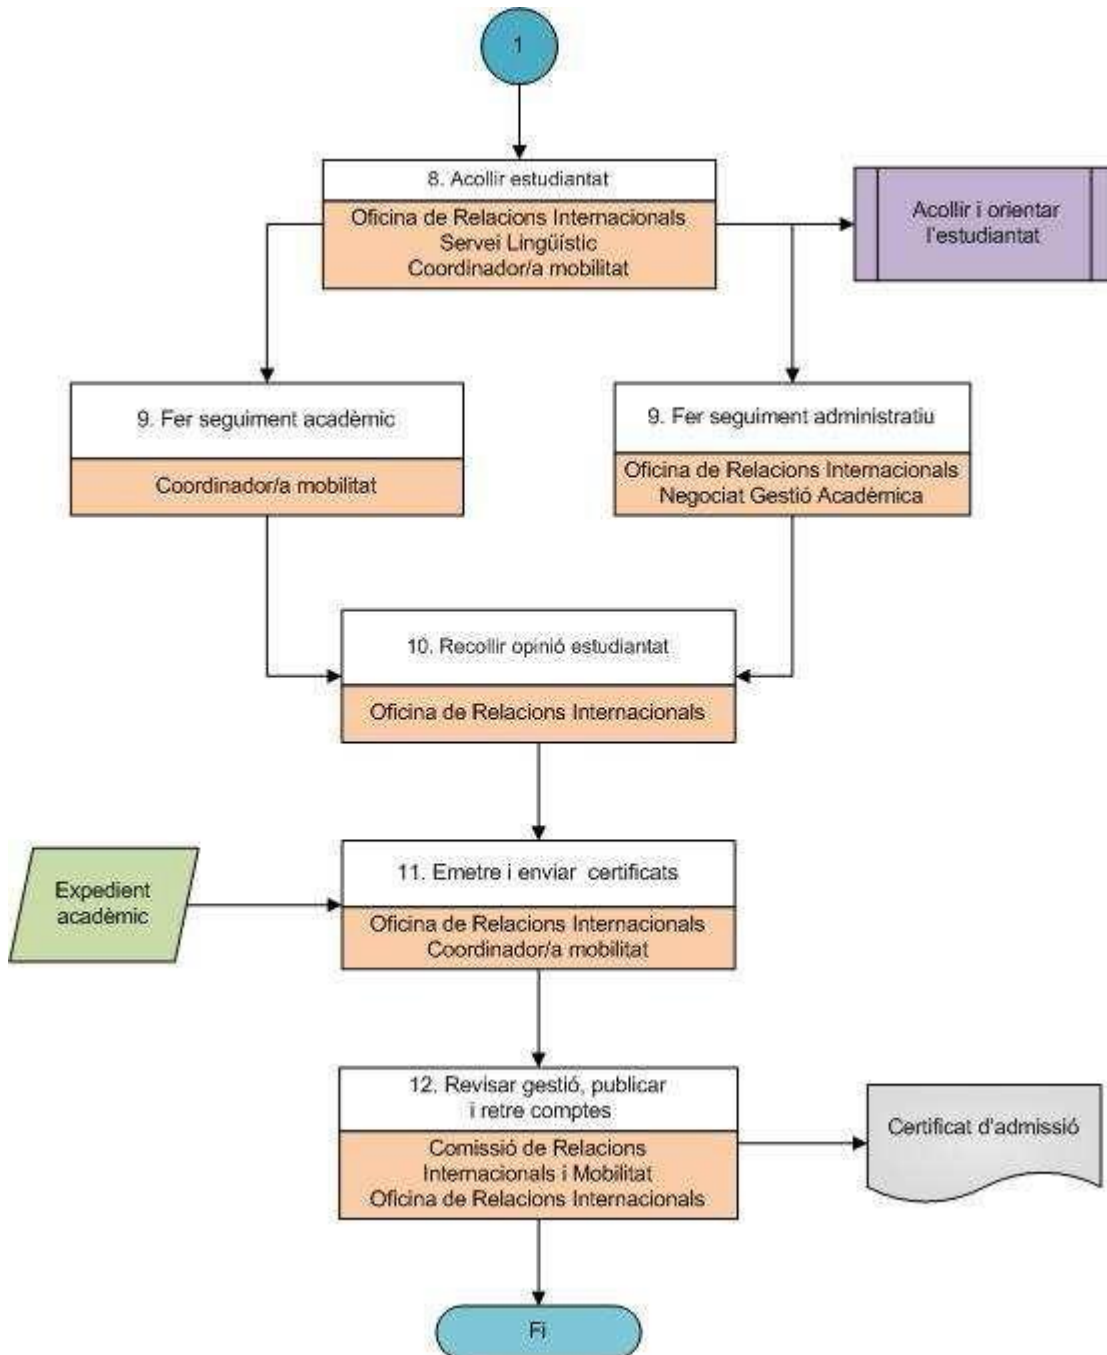 1
8. Acollir estudiantat
Oficina de Relacions Internacionals
Servei Lingüístic
Coordinador/a mobilitat
Acollir i orientar
l'estudiantat
9. Fer seguiment acadèmic
Coordinador/a mobilitat
9. Fer seguiment administratiu
Oficina de Relacions Internacionals
Negociat Gestió Acadèmica
10. Recollir opinió estudiantat
Oficina de Relacions Internacionals
Expedient
acadèmic
11. Emetre i enviar certificats
Oficina de Relacions Internacionals
Coordinador/a mobilitat
12. Revisar gestió, publicar
i retre comptes
Comissió de Relacions
Internacionals i Mobilitat
Oficina de Relacions Internacionals
Certificat d'admissió
Fi